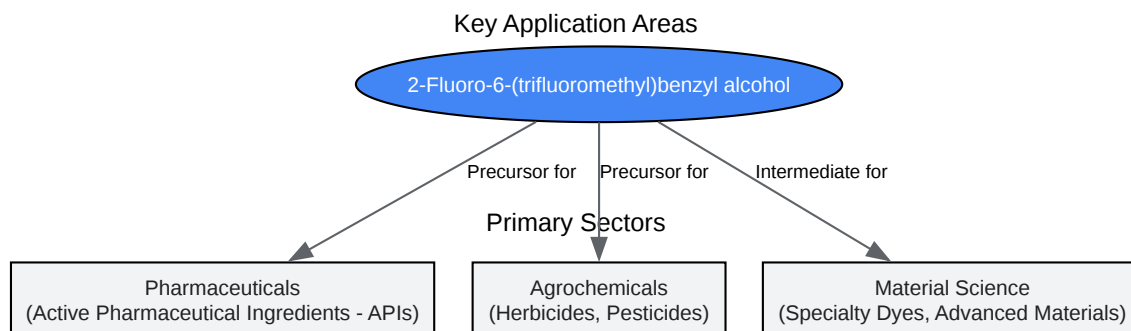 Key Application Areas
2-Fluoro-6-(trifluoromethyl)benzyl alcohol
Precursor for
Precursor for
Intermediate for
Primary Sectors
Pharmaceuticals
(Active Pharmaceutical Ingredients - APIs)
Agrochemicals
(Herbicides, Pesticides)
Material Science
(Specialty Dyes, Advanced Materials)